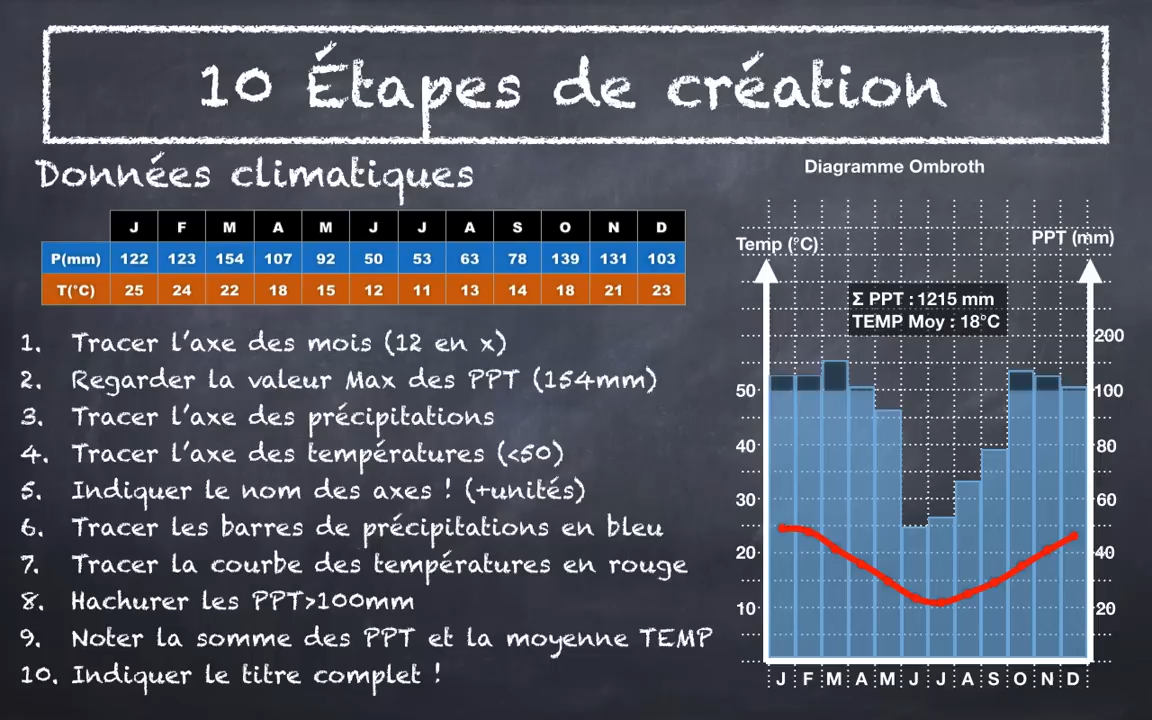 10 Étapes de création
Données climatiques
J F M A M J J A S O N D
P(mm) 122 123 154 107 92 50 53 63 78 139 131 103
T(°C) 25 24 22 18 15 12 11 13 14 18 21 23
1. Tracer l'axe des mois (12 en x)
2. Regarder la valeur Max des PPT (154mm)
3. Tracer l'axe des précipitations
4. Tracer l'axe des températures (<50)
5. Indiquer le nom des axes ! (+unités)
6. Tracer les barres de précipitations en bleu
7. Tracer la courbe des températures en rouge
8. Hachurer les PPT>100mm
9. Noter la somme des PPT et la moyenne TEMP
10. Indiquer le titre complet !
Diagramme Ombroth
Temp (°C) PPT (mm)
Σ PPT : 1215 mm
TEMP Moy : 18°C
200
50 100
40 80
30 60
20 40
10 20
J F M A M J J A S O N D